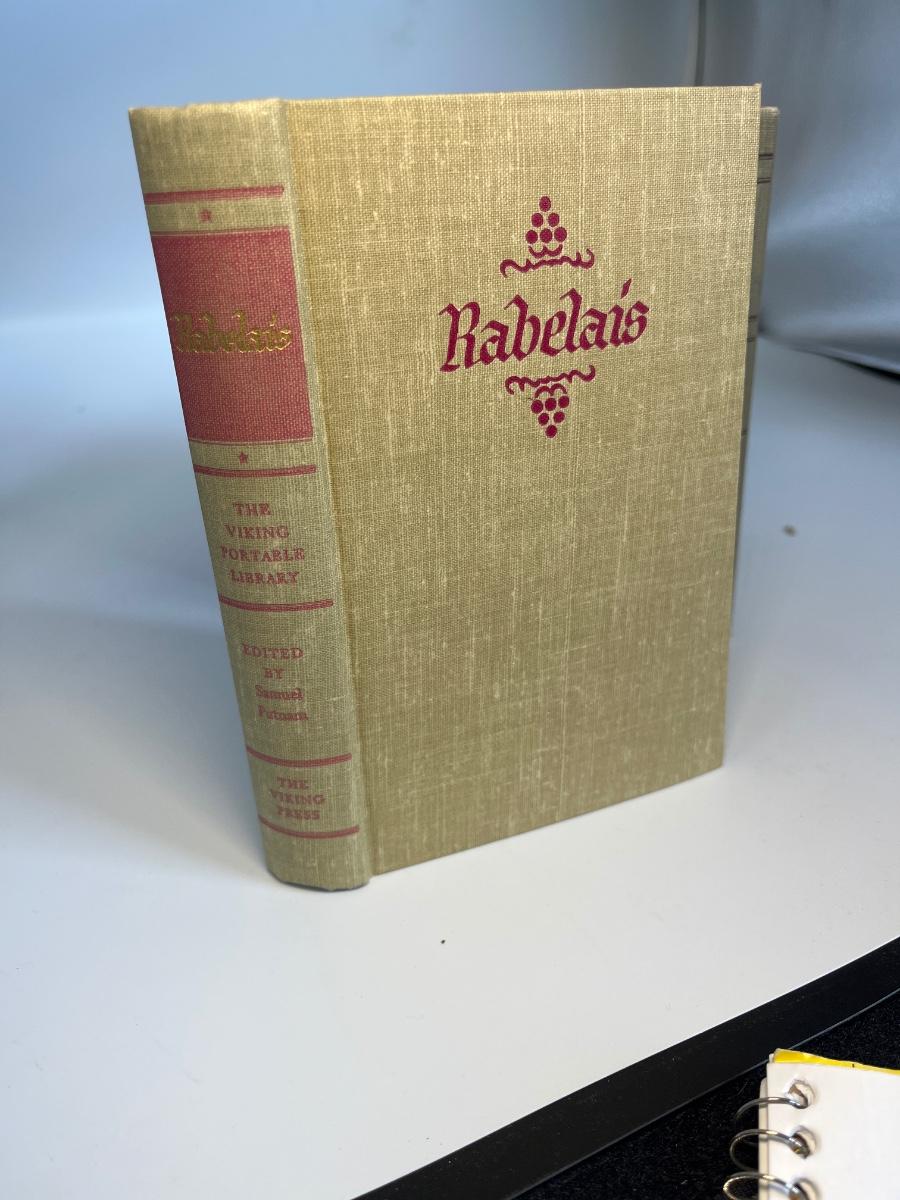 Rabelais
THE
VIKING
PORTABLE
LIBRARY
EDITED
BY
Samuel
Putnam
THE
VIKING
PRESS
Rabelais